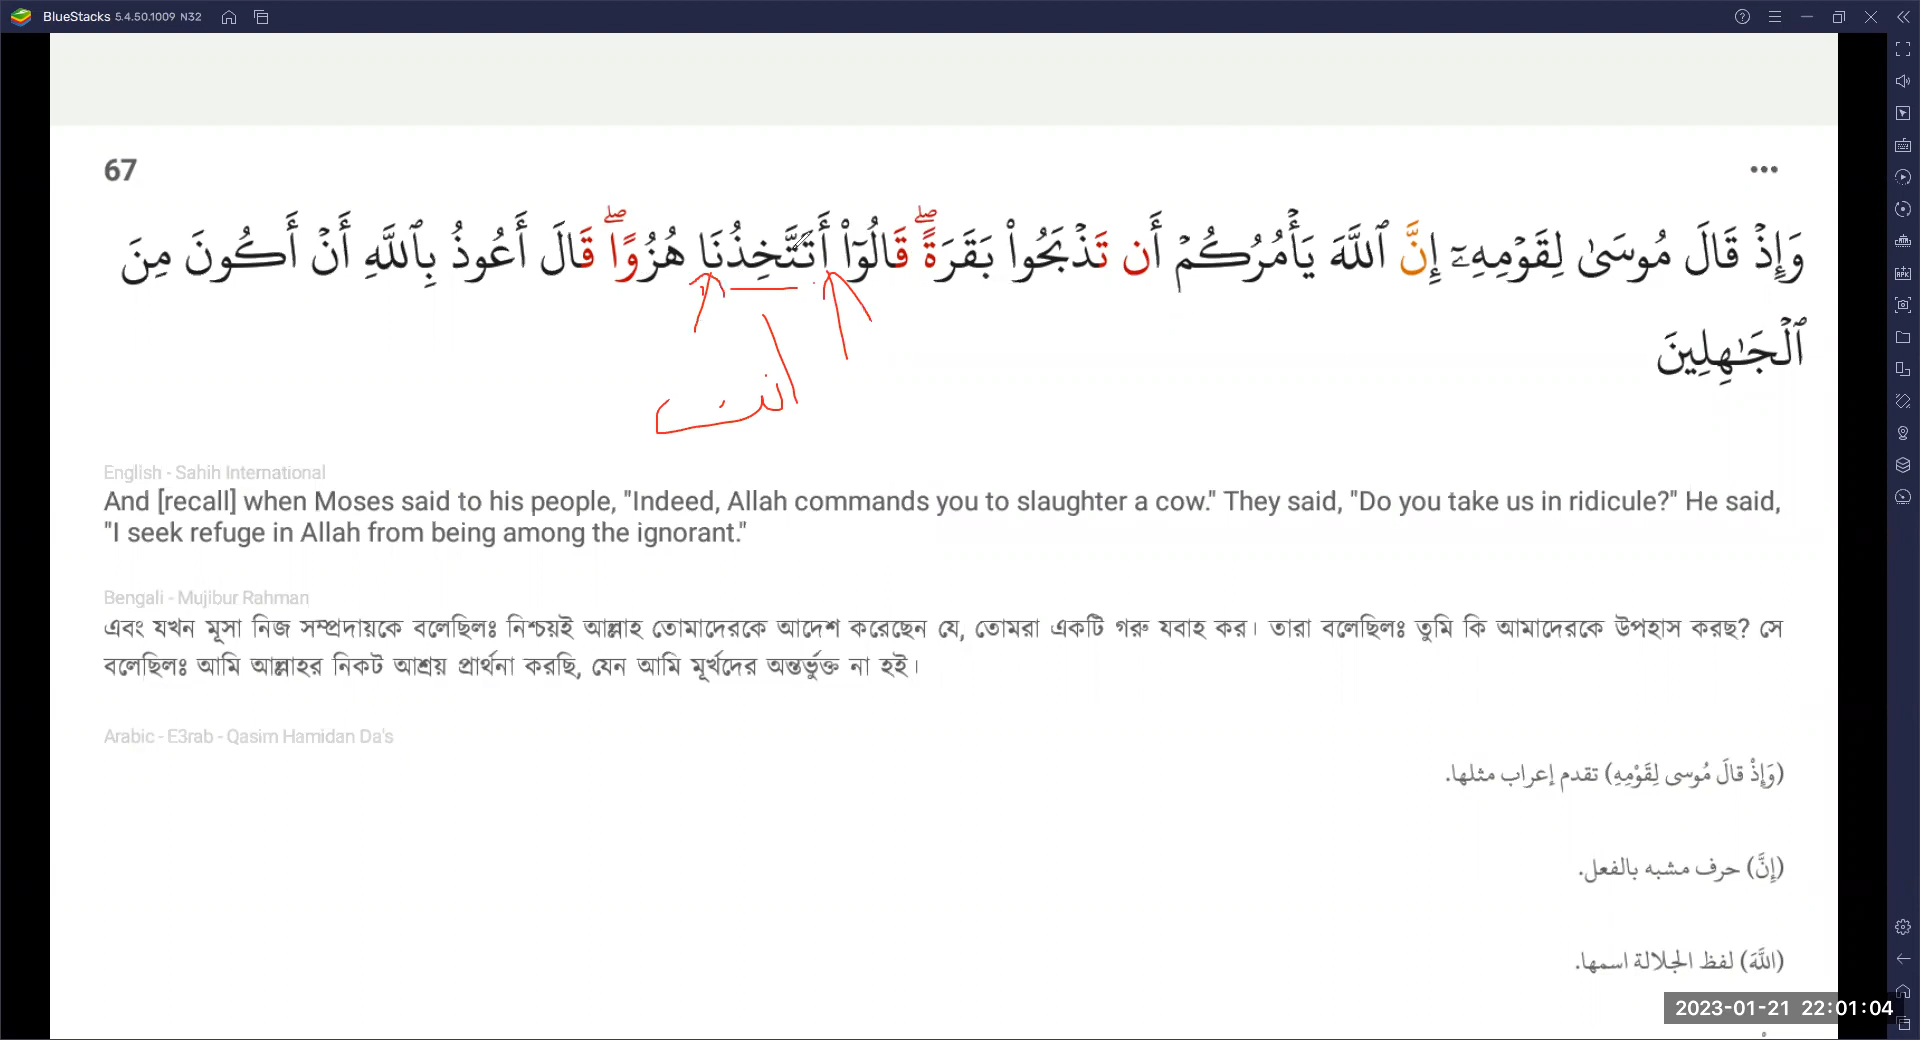 BlueStacks 5.4.50.1009 N32
67
وَإِذْ قَالَ مُوسَىٰ لِقَوْمِهِۦٓ إِنَّ ٱللَّهَ يَأْمُرُكُمْ أَن تَذْبَحُوا۟ بَقَرَةًۖ قَالُوٓا۟ أَتَتَّخِذُنَا هُزُوًاۖ قَالَ أَعُوذُ بِٱللَّهِ أَنْ أَكُونَ مِنَ
ٱلْجَـٰهِلِينَ
انت
English - Sahih International
And [recall] when Moses said to his people, "Indeed, Allah commands you to slaughter a cow." They said, "Do you take us in ridicule?" He said,
"I seek refuge in Allah from being among the ignorant."
Bengali - Mujibur Rahman
এবং যখন মূসা নিজ সম্প্রদায়কে বলেছিলঃ নিশ্চয়ই আল্লাহ তোমাদেরকে আদেশ করেছেন যে, তোমরা একটি গরু যবাহ কর। তারা বলেছিলঃ তুমি কি আমাদেরকে উপহাস করছ? সে
বলেছিলঃ আমি আল্লাহর নিকট আশ্রয় প্রার্থনা করছি, যেন আমি মূর্খদের অন্তর্ভুক্ত না হই।
Arabic - E3rab - Qasim Hamidan Da's
(وَإِذْ قالَ مُوسى لِقَوْمِهِ) تقدم إعراب مثلها.
(إِنَّ) حرف مشبه بالفعل.
(اللَّهَ) لفظ الجلالة اسمها.
2023-01-21 22:01:04